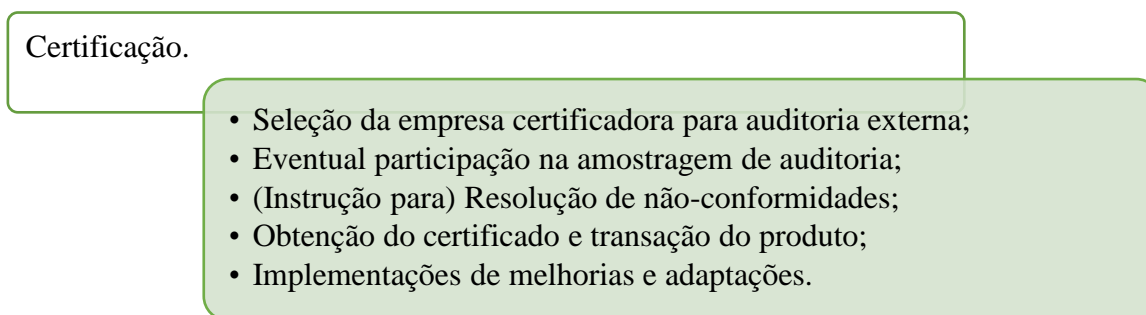 Certificação.
• Seleção da empresa certificadora para auditoria externa;
• Eventual participação na amostragem de auditoria;
• (Instrução para) Resolução de não-conformidades;
• Obtenção do certificado e transação do produto;
• Implementações de melhorias e adaptações.